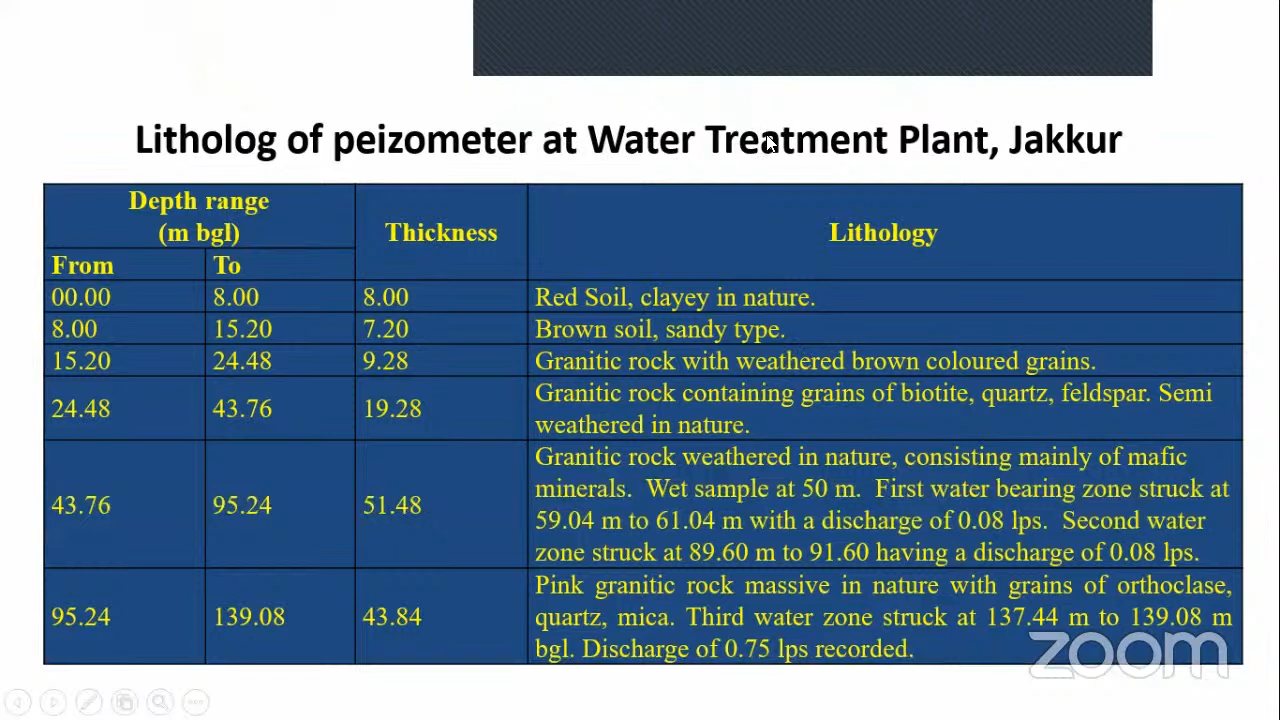 Litholog of peizometer at Water Treatment Plant, Jakkur
Depth range
(m bgl)
Thickness
Lithology
From
To
00.00
8.00
8.00
Red Soil, clayey in nature.
8.00
15.20
7.20
Brown soil, sandy type.
15.20
24.48
9.28
Granitic rock with weathered brown coloured grains.
24.48
43.76
19.28
Granitic rock containing grains of biotite, quartz, feldspar. Semi
weathered in nature.
43.76
95.24
51.48
Granitic rock weathered in nature, consisting mainly of mafic
minerals. Wet sample at 50 m. First water bearing zone struck at
59.04 m to 61.04 m with a discharge of 0.08 lps. Second water
zone struck at 89.60 m to 91.60 having a discharge of 0.08 lps.
95.24
139.08
43.84
Pink granitic rock massive in nature with grains of orthoclase,
quartz, mica. Third water zone struck at 137.44 m to 139.08 m
bgl. Discharge of 0.75 lps recorded.
zoom